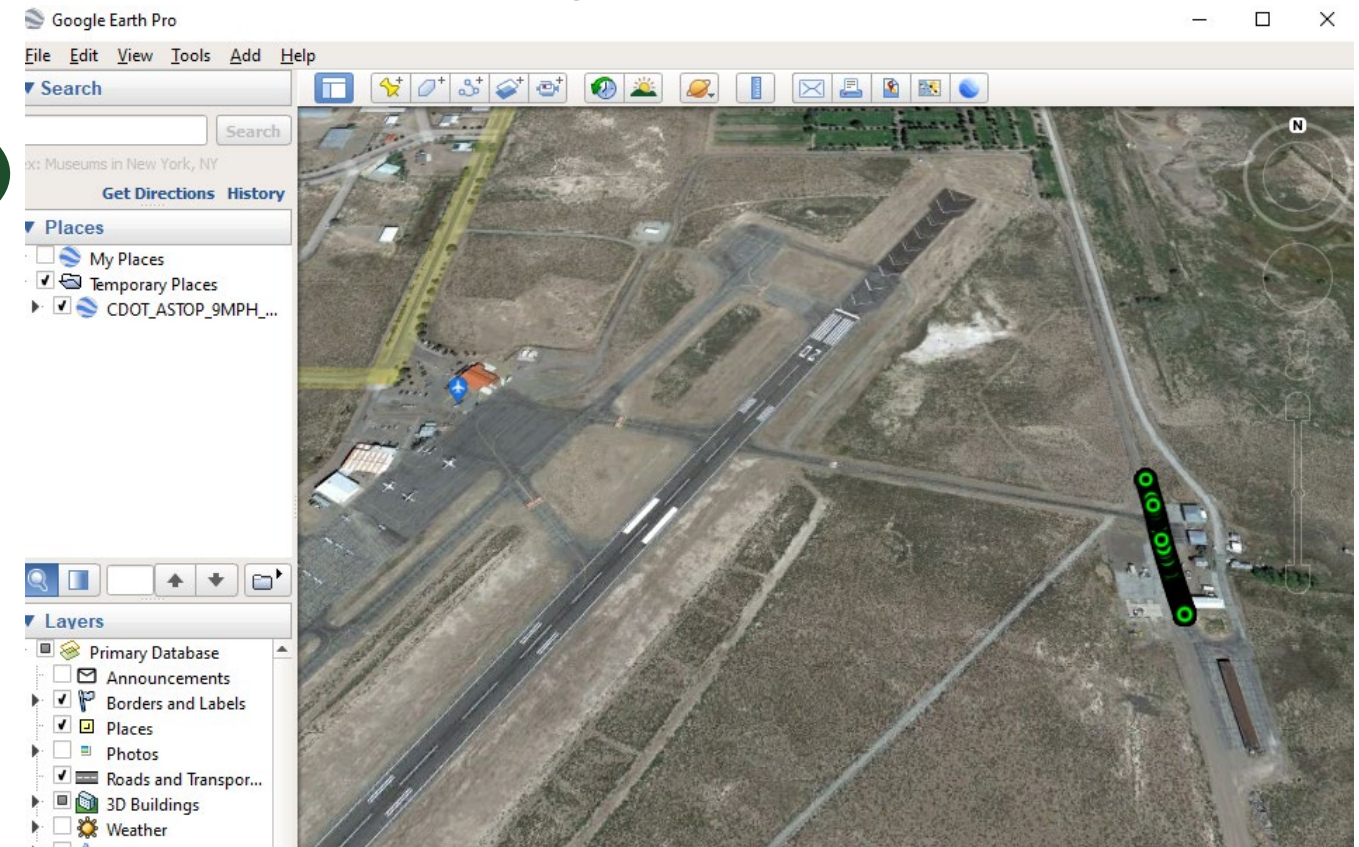 Google Earth Pro
File Edit View Tools Add Help
Search
Search
ex: Museums in New York, NY
Get Directions History
Places
My Places
Temporary Places
CDOT_ASTOP_9MPH_...
Layers
Primary Database
Announcements
Borders and Labels
Places
Photos
Roads and Transpor...
3D Buildings
Weather
N
02